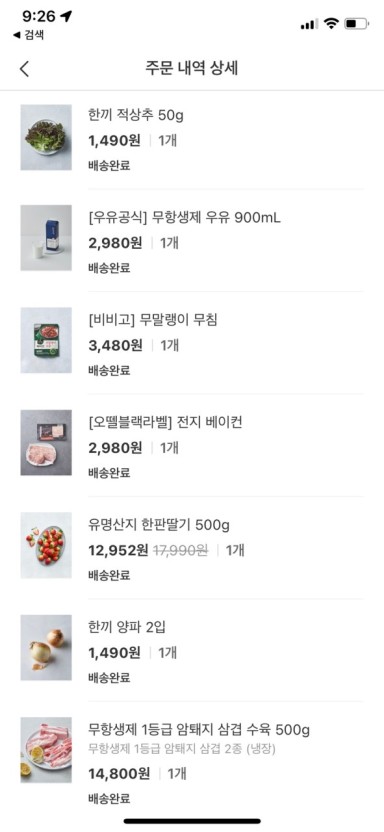 9:26
◀ 검색
주문 내역 상세
한끼 적상추 50g
1,490원 | 1개
배송완료
[우유공식] 무항생제 우유 900mL
2,980원 | 1개
배송완료
[비비고] 무말랭이 무침
3,480원 | 1개
배송완료
[오뗄블랙라벨] 전지 베이컨
2,980원 | 1개
배송완료
유명산지 한판딸기 500g
12,952원 17,990원 | 1개
배송완료
한끼 양파 2입
1,490원 | 1개
배송완료
무항생제 1등급 암퇘지 삼겹 수육 500g
무항생제 1등급 암퇘지 삼겹 2종 (냉장)
14,800원 | 1개
배송완료